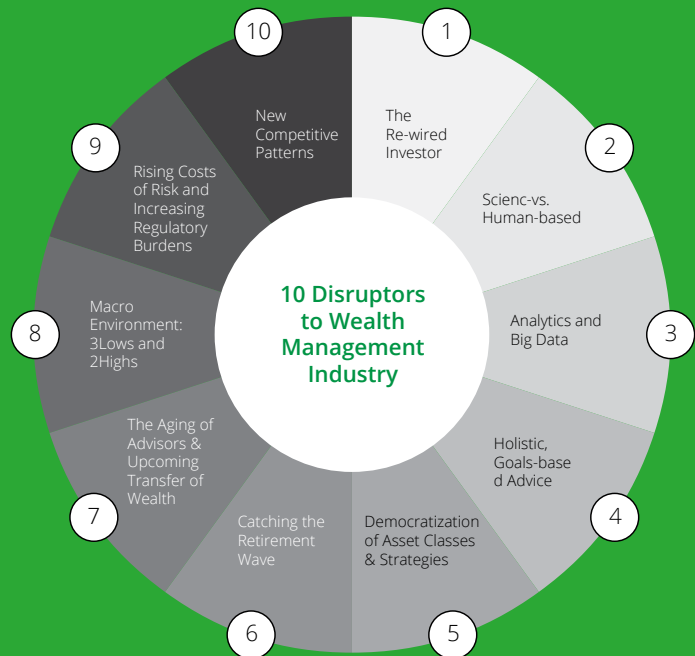 10 Disruptors
to Wealth
Management
Industry
1
The
Re-wired
Investor
2
Scienc-vs.
Human-based
3
Analytics and
Big Data
4
Holistic,
Goals-base
d Advice
5
Democratization
of Asset Classes
& Strategies
6
Catching the
Retirement
Wave
7
The Aging of
Advisors &
Upcoming
Transfer of
Wealth
8
Macro
Environment:
3Lows and
2Highs
9
Rising Costs
of Risk and
Increasing
Regulatory
Burdens
10
New
Competitive
Patterns